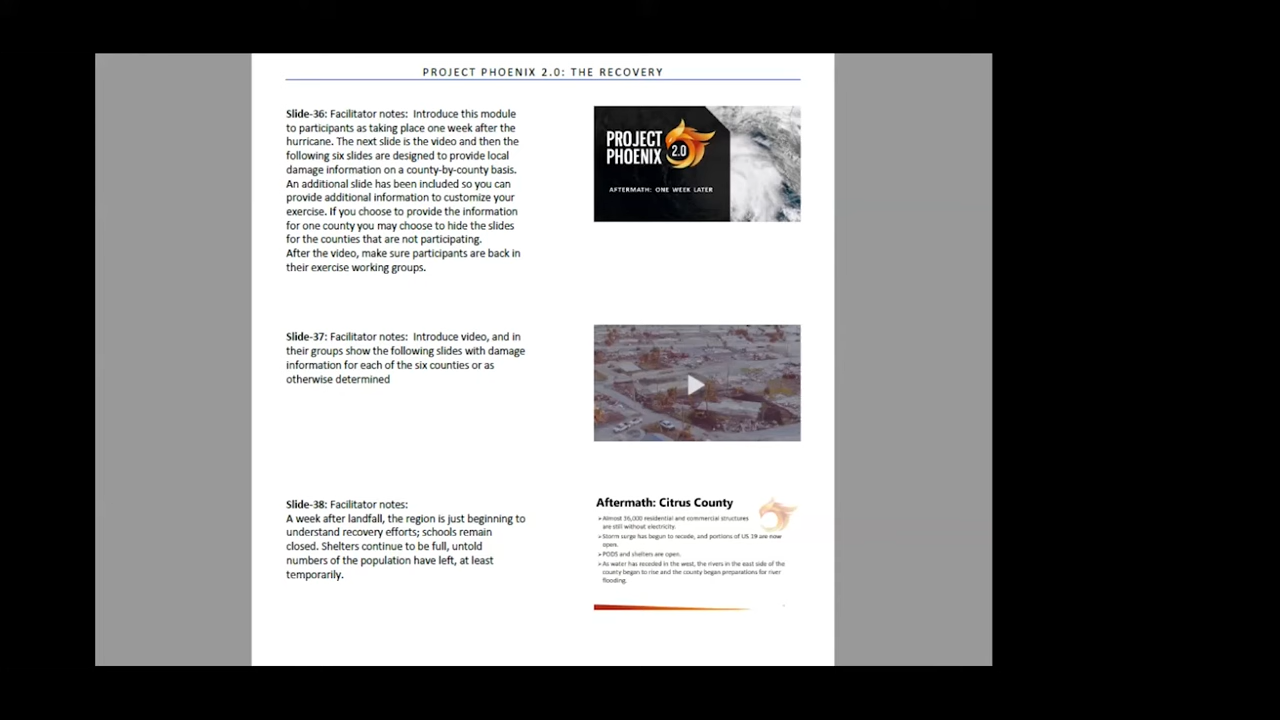 PROJECT PHOENIX 2.0: THE RECOVERY
Slide-36: Facilitator notes:  Introduce this module
to participants as taking place one week after the
hurricane. The next slide is the video and then the
following six slides are designed to provide local
damage information on a county-by-county basis.
An additional slide has been included so you can
provide additional information to customize your
exercise. If you choose to provide the information
for one county you may choose to hide the slides
for the counties that are not participating.
After the video, make sure participants are back in
their exercise working groups.
PROJECT
PHOENIX 2.0
AFTERMATH: ONE WEEK LATER
Slide-37: Facilitator notes:  Introduce video, and in
their groups show the following slides with damage
information for each of the six counties or as
otherwise determined
Slide-38: Facilitator notes:
A week after landfall, the region is just beginning to
understand recovery efforts; schools remain
closed. Shelters continue to be full, untold
numbers of the population have left, at least
temporarily.
Aftermath: Citrus County
➢Almost 36,000 residential and commercial structures
are still without electricity.
➢Storm surge has begun to recede, and portions of US 19 are now
open.
➢PODS and shelters are open.
➢As water has receded in the west, the rivers in the east side of the
county began to rise and the county began preparations for river
flooding.